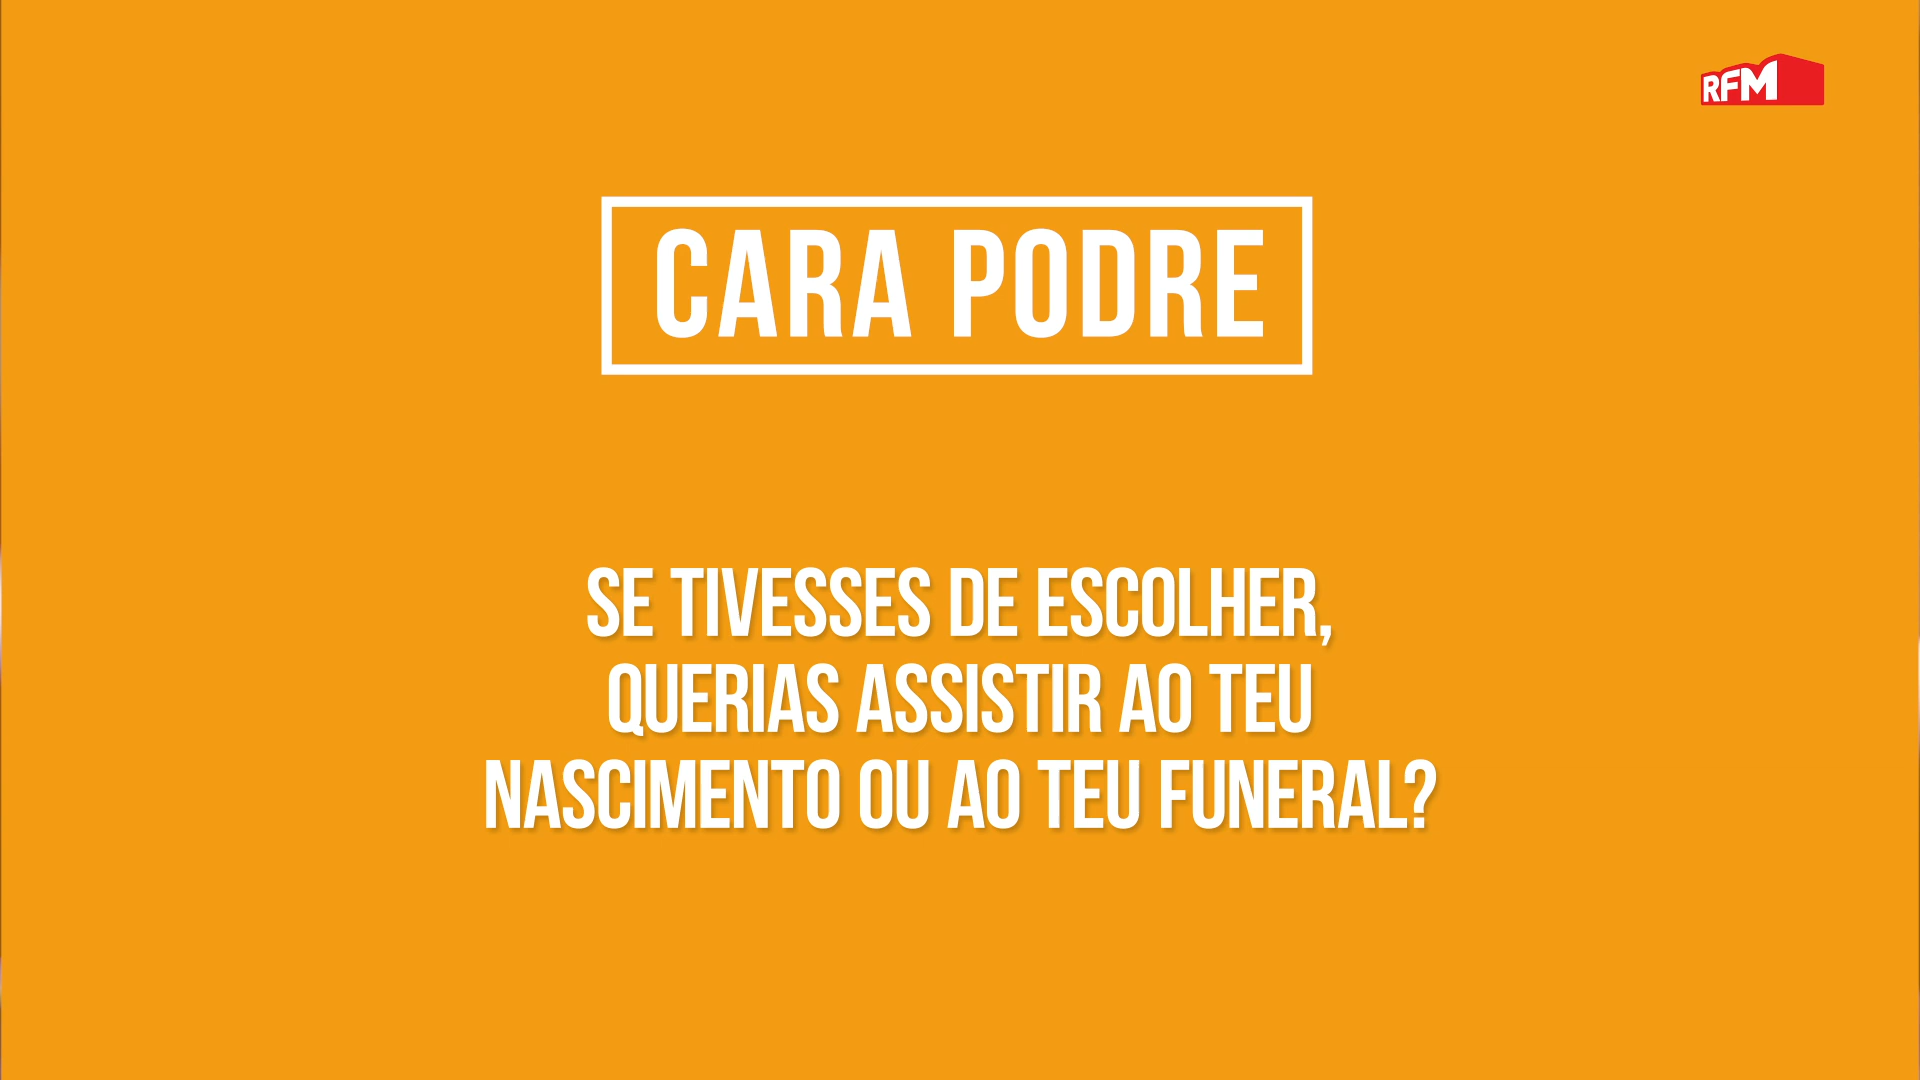 RFM
CARA PODRE
SE TIVESSES DE ESCOLHER,
QUERIAS ASSISTIR AO TEU
NASCIMENTO OU AO TEU FUNERAL?